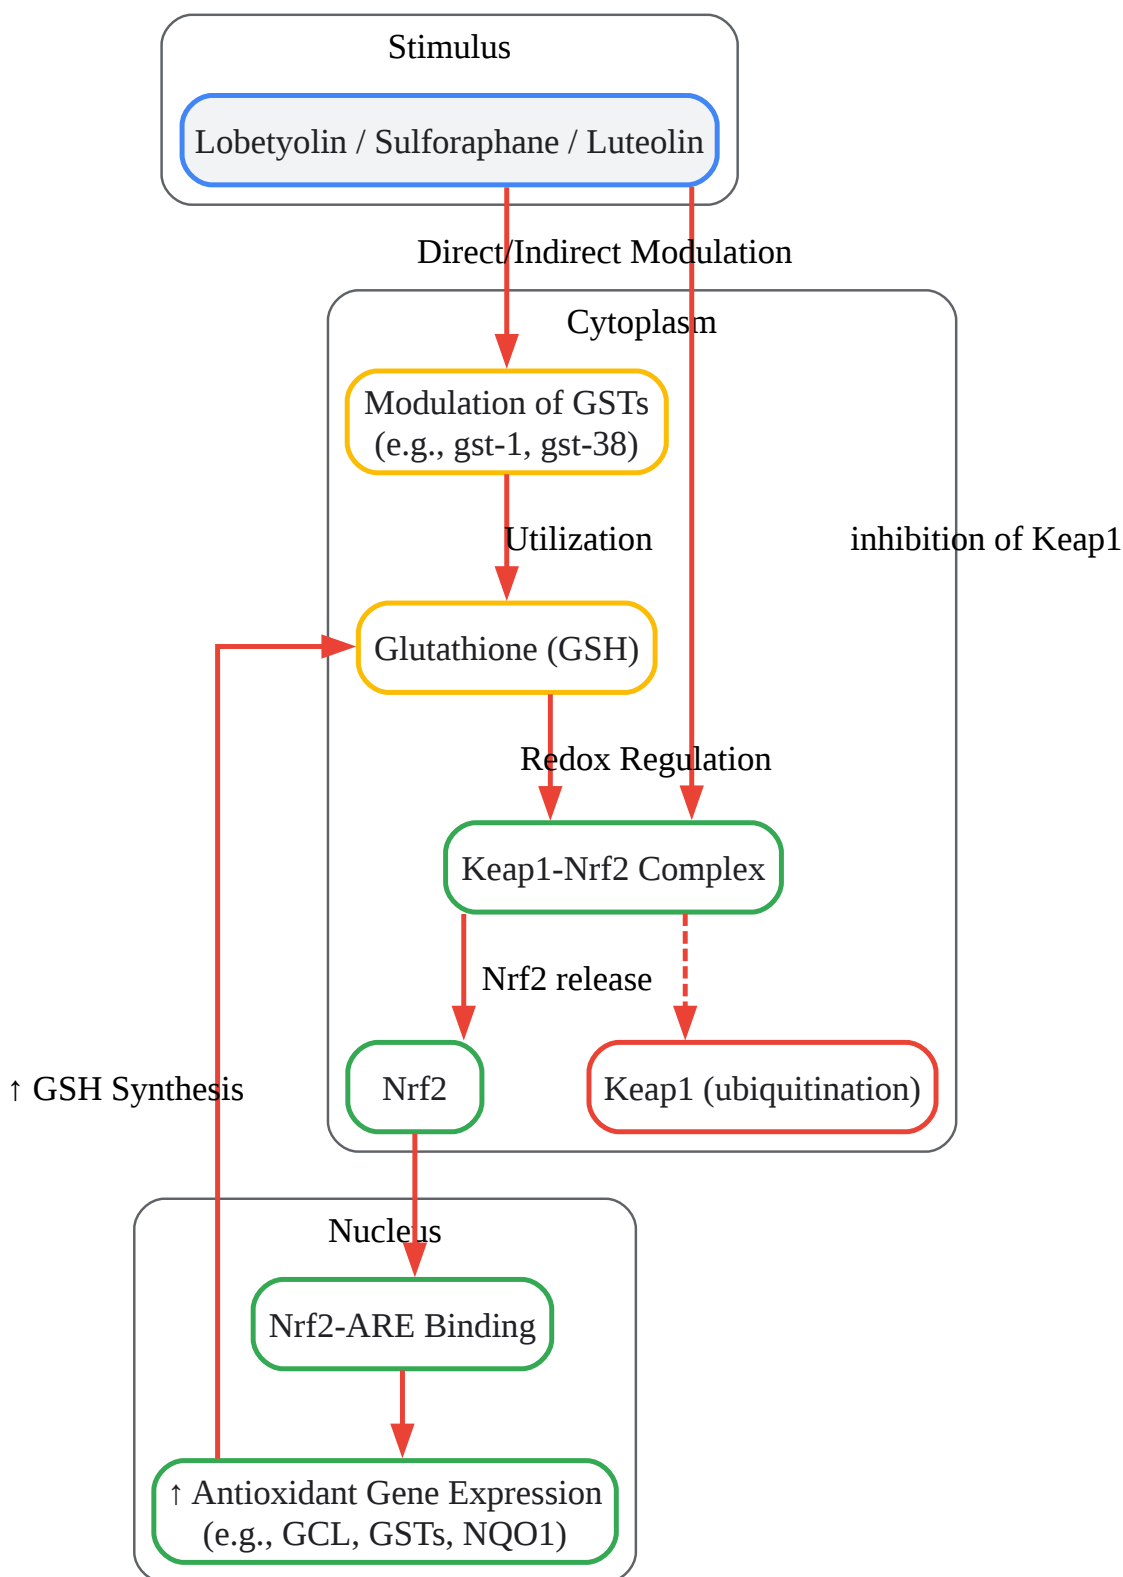 Stimulus
Lobetyolin / Sulforaphane / Luteolin
Direct/Indirect Modulation
Cytoplasm
Modulation of GSTs
(e.g., gst-1, gst-38)
Utilization
inhibition of Keap1
Glutathione (GSH)
Redox Regulation
Keap1-Nrf2 Complex
Nrf2 release
Nrf2
Keap1 (ubiquitination)
↑ GSH Synthesis
Nucleus
Nrf2-ARE Binding
↑ Antioxidant Gene Expression
(e.g., GCL, GSTs, NQO1)